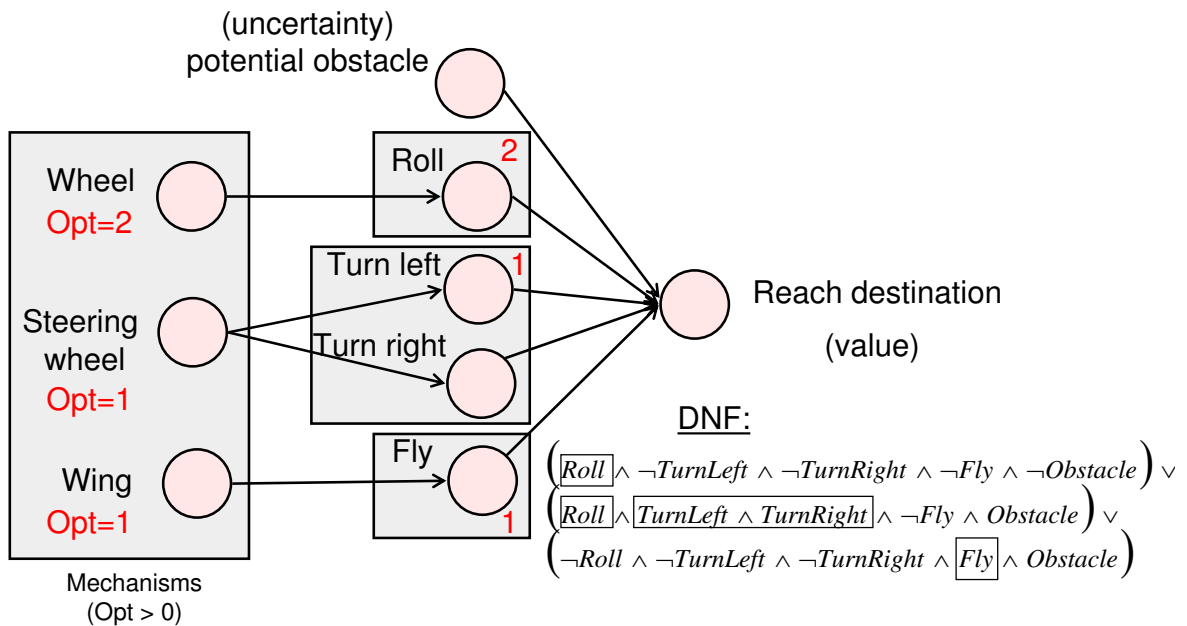 (uncertainty)
potential obstacle
Wheel
Opt=2
Roll
2
Steering
wheel
Opt=1
Turn left
1
Turn right
Reach destination
(value)
Wing
Opt=1
Fly
1
DNF:
(Roll ∧ ¬TurnLeft ∧ ¬TurnRight ∧ ¬Fly ∧ ¬Obstacle) ∨
(Roll ∧ TurnLeft ∧ TurnRight ∧ ¬Fly ∧ Obstacle) ∨
(¬Roll ∧ ¬TurnLeft ∧ ¬TurnRight ∧ Fly ∧ Obstacle)
Mechanisms
(Opt > 0)